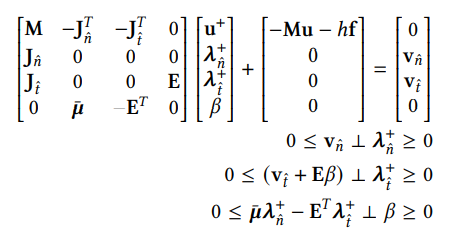 [M −J_n̂^T −J_t̂^T 0; J_n̂ 0 0 0; J_t̂ 0 0 E; 0 μ̄ −E^T 0] [u⁺; λ_n̂⁺; λ_t̂⁺; β] + [−Mu − hf; 0; 0; 0] = [0; v_n̂; v_t̂; 0]
0 ≤ v_n̂ ⊥ λ_n̂⁺ ≥ 0
0 ≤ (v_t̂ + Eβ) ⊥ λ_t̂⁺ ≥ 0
0 ≤ μ̄λ_n̂⁺ − E^Tλ_t̂⁺ ⊥ β ≥ 0